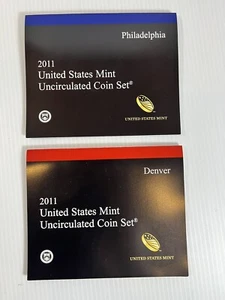 Philadelphia
2011
United States Mint
Uncirculated Coin Set®
UNITED STATES MINT
Denver
2011
United States Mint
Uncirculated Coin Set®
UNITED STATES MINT